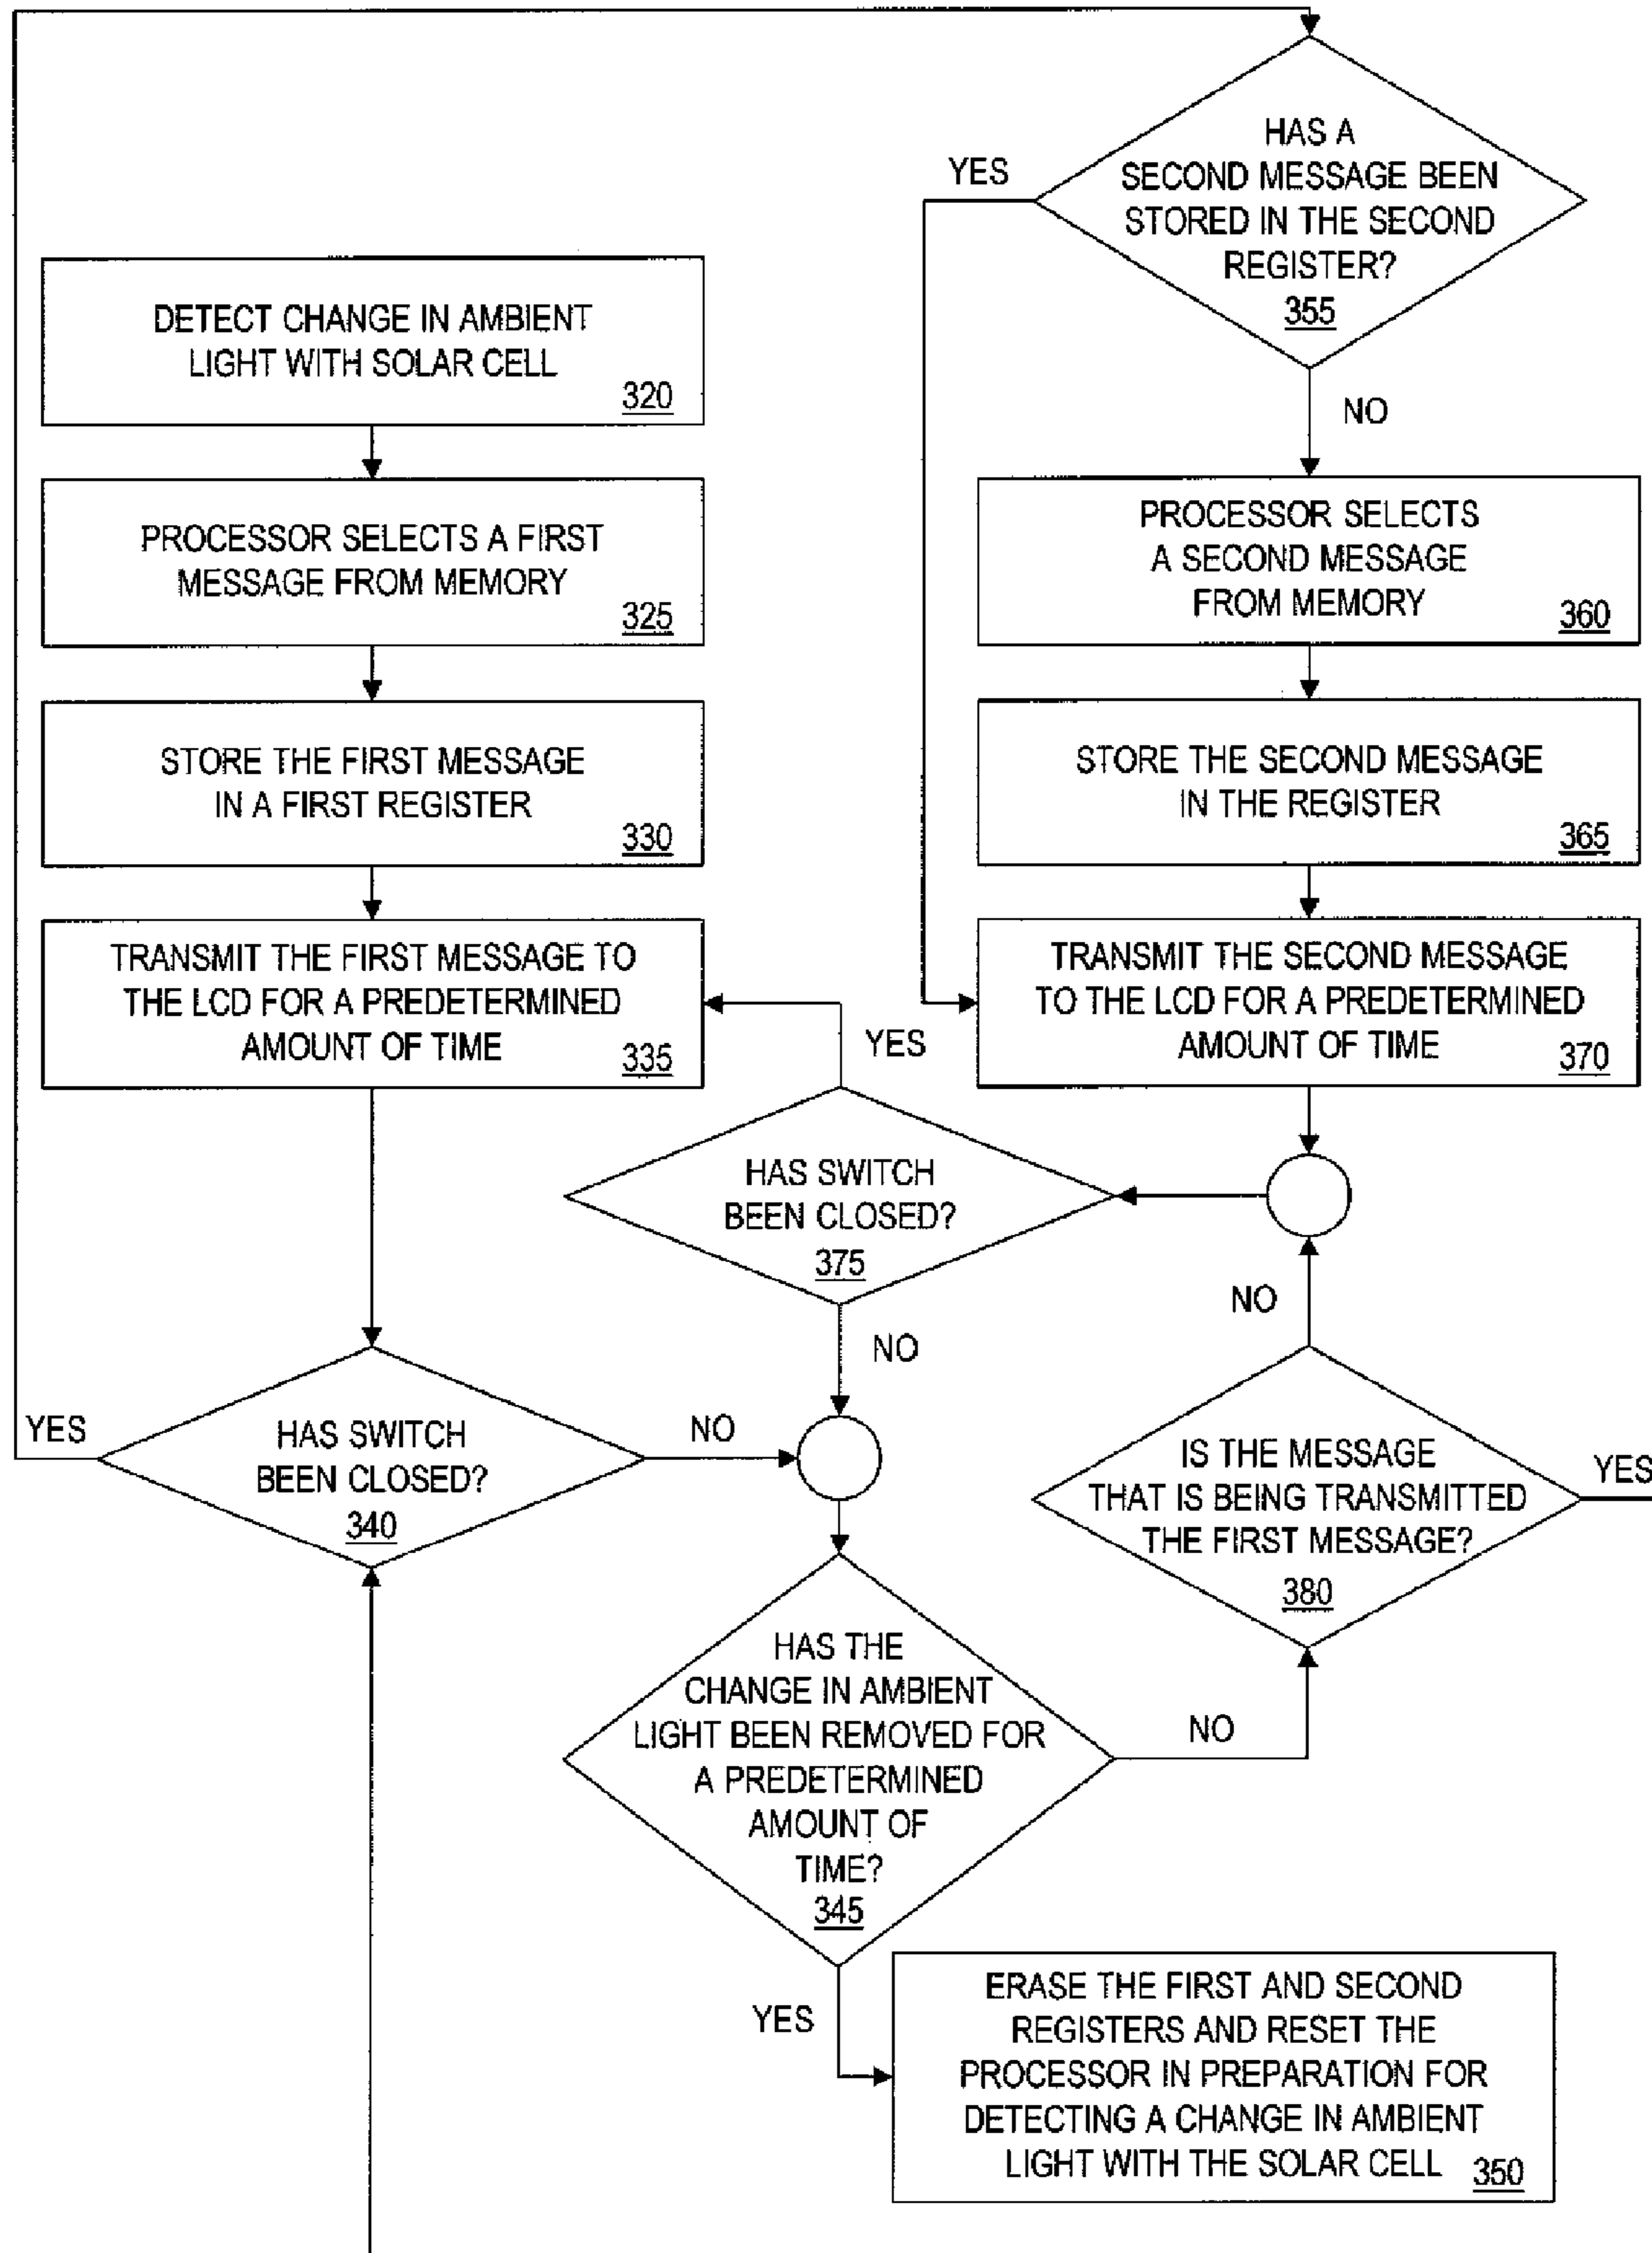 DETECT CHANGE IN AMBIENT
LIGHT WITH SOLAR CELL
320
PROCESSOR SELECTS A FIRST
MESSAGE FROM MEMORY
325
STORE THE FIRST MESSAGE
IN A FIRST REGISTER
330
TRANSMIT THE FIRST MESSAGE TO
THE LCD FOR A PREDETERMINED
AMOUNT OF TIME
335
HAS SWITCH
BEEN CLOSED?
340
YES
NO
HAS A
SECOND MESSAGE BEEN
STORED IN THE SECOND
REGISTER?
355
YES
NO
PROCESSOR SELECTS
A SECOND MESSAGE
FROM MEMORY
360
STORE THE SECOND MESSAGE
IN THE REGISTER
365
TRANSMIT THE SECOND MESSAGE
TO THE LCD FOR A PREDETERMINED
AMOUNT OF TIME
370
HAS SWITCH
BEEN CLOSED?
375
YES
NO
HAS THE
CHANGE IN AMBIENT
LIGHT BEEN REMOVED FOR
A PREDETERMINED
AMOUNT OF
TIME?
345
NO
YES
IS THE MESSAGE
THAT IS BEING TRANSMITTED
THE FIRST MESSAGE?
380
NO
YES
ERASE THE FIRST AND SECOND
REGISTERS AND RESET THE
PROCESSOR IN PREPARATION FOR
DETECTING A CHANGE IN AMBIENT
LIGHT WITH THE SOLAR CELL
350